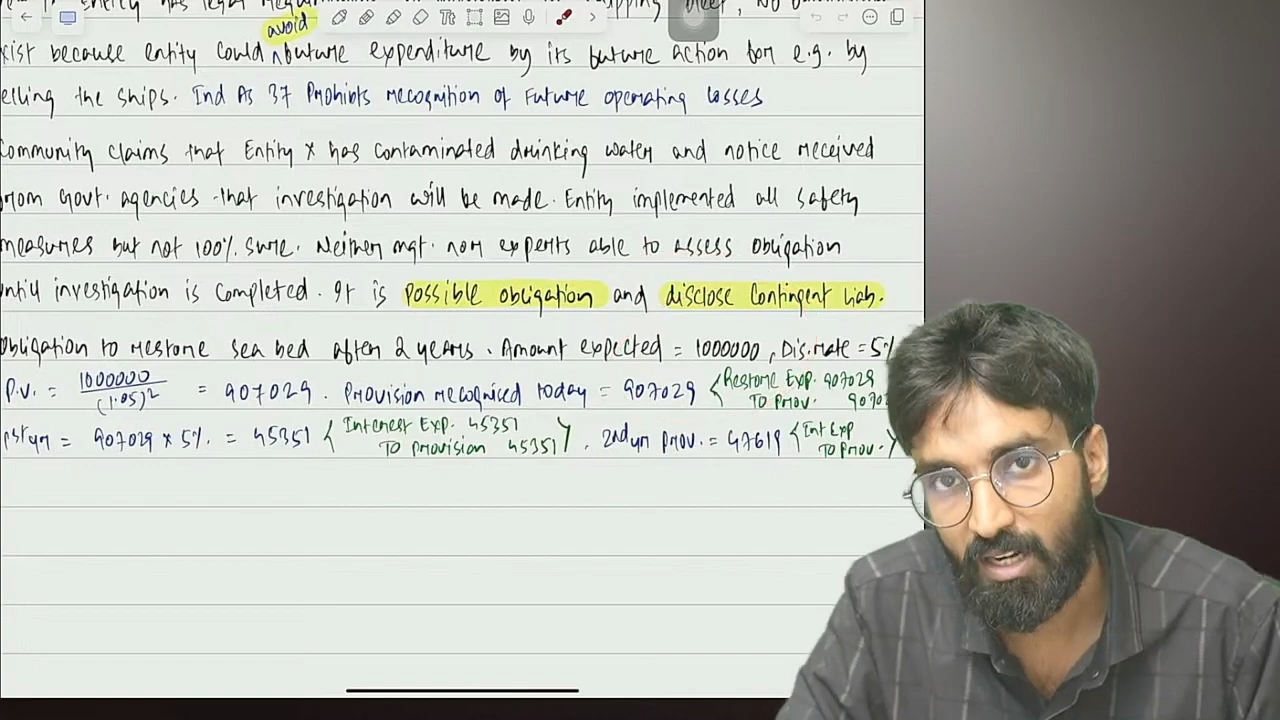 avoid
xist because entity could ^ future expenditure by its future action for e.g. by
elling the ships. Ind As 37 Prohibits recognition of Future operating losses
Community claims that Entity x has contaminated drinking water and notice received
rom Govt. agencies that investigation will be made. Entity implemented all safety
measures but not 100% sure. Neither mgt. nor experts able to assess obligation
until investigation is completed. It is possible obligation and disclose Contingent Liab.
Obligation to restore sea bed after 2 years. Amount expected = 1000000, Dis. rate = 5%
P.V. = 1000000 / (1.05)² = 907029. Provision recognised today = 907029 < Restore Exp. 907029
To prov. 9070
1st yr = 907029 x 5% = 45351 { Interest Exp. 45351
To provision 45351 } . 2nd yr prov. = 47619 { Int Exp
To prov. }